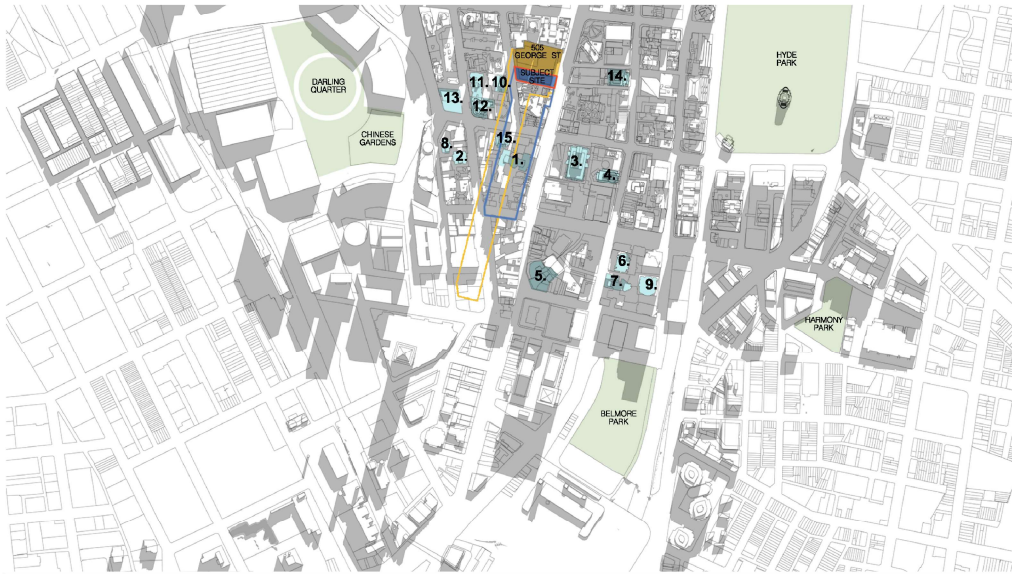 505
GEORGE ST
SUBJECT
SITE
HYDE
PARK
DARLING
QUARTER
CHINESE
GARDENS
11.
10.
14.
13.
12.
15.
8.
2.
1.
3.
4.
6.
5.
7.
9.
HARMONY
PARK
BELMORE
PARK